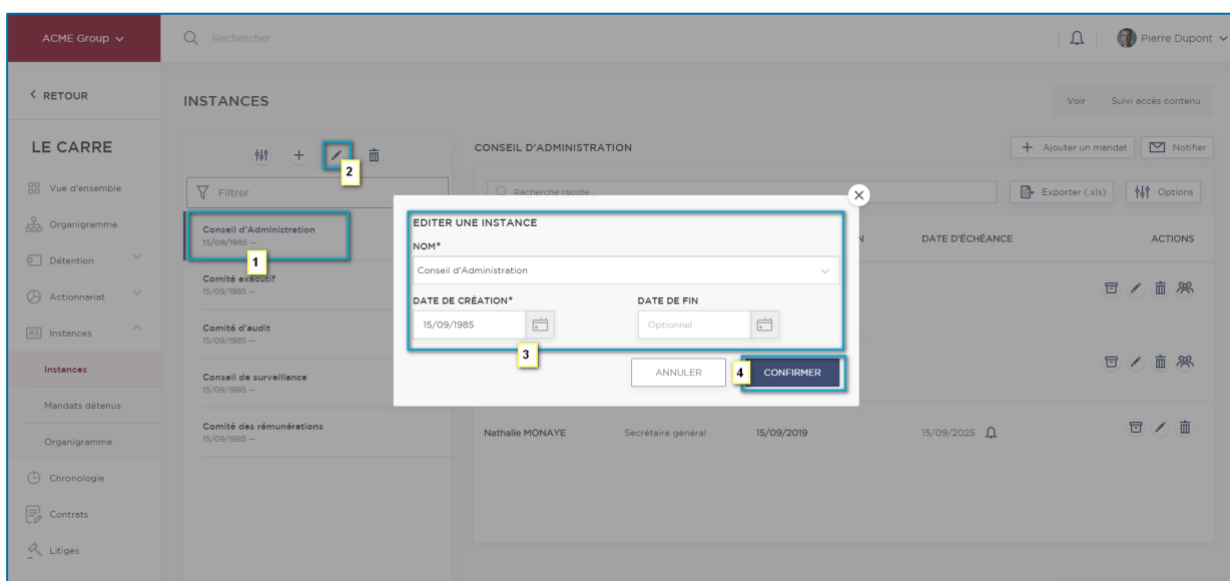 ACME Group
Rechercher
Pierre Dupont
RETOUR
INSTANCES
Voir Suivi accès contenu
LE CARRE
2
CONSEIL D'ADMINISTRATION
Ajouter un mandat Notifier
Vue d'ensemble
Filtrer
Recherche rapide...
Exporter (.xls) Options
Organigramme
Conseil d'Administration
15/09/1985 —
1
EDITER UNE INSTANCE
N DATE D'ÉCHÉANCE ACTIONS
NOM*
Détention
Conseil d'Administration
Comité exécutif
15/09/1985 —
Actionnariat
DATE DE CRÉATION* DATE DE FIN
15/09/1985 Optionnel
Instances
Comité d'audit
15/09/1985 —
3
Instances
Conseil de surveillance
15/09/1985 —
ANNULER 4 CONFIRMER
Mandats détenus
Comité des rémunérations
15/09/1985 —
Nathalie MONAYE Secrétaire général 15/09/2019 15/09/2025
Organigramme
Chronologie
Contrats
Litiges